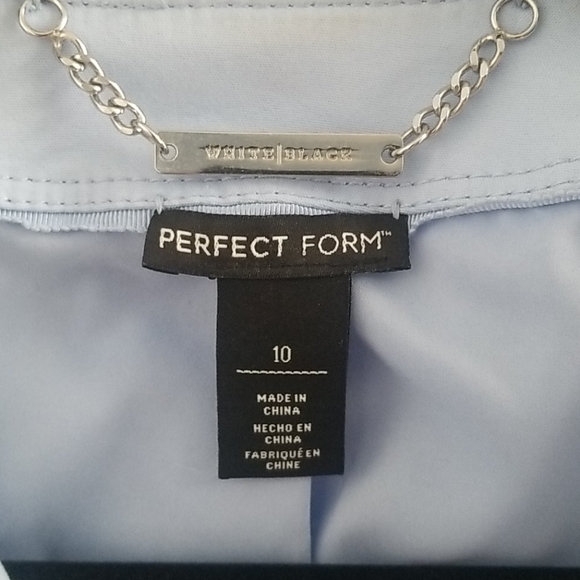 WHITE|BLACK
PERFECT FORM™
10
MADE IN
CHINA
HECHO EN
CHINA
FABRIQUÉ EN
CHINE